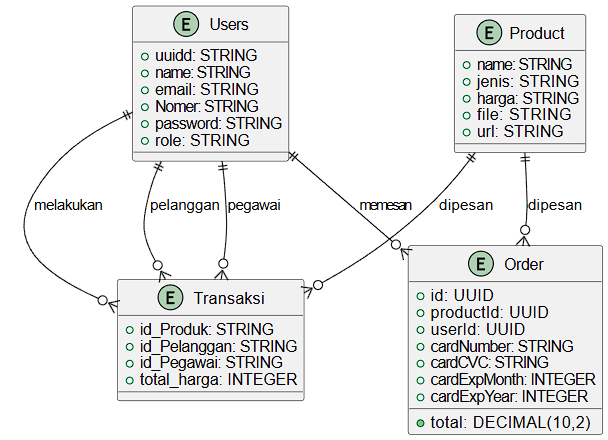 E Users
uuidd: STRING
name: STRING
email: STRING
Nomer: STRING
password: STRING
role: STRING
E Product
name: STRING
jenis: STRING
harga: STRING
file: STRING
url: STRING
melakukan
pelanggan
pegawai
memesan
dipesan
dipesan
E Transaksi
id_Produk: STRING
id_Pelanggan: STRING
id_Pegawai: STRING
total_harga: INTEGER
E Order
id: UUID
productId: UUID
userId: UUID
cardNumber: STRING
cardCVC: STRING
cardExpMonth: INTEGER
cardExpYear: INTEGER
total: DECIMAL(10,2)